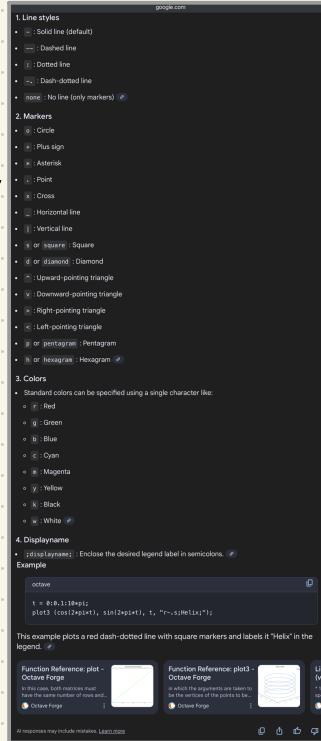 google.com
1. Line styles
• - : Solid line (default)
• -- : Dashed line
• : : Dotted line
• -. : Dash-dotted line
• none : No line (only markers)
2. Markers
• o : Circle
• + : Plus sign
• * : Asterisk
• . : Point
• x : Cross
• _ : Horizontal line
• | : Vertical line
• s or square : Square
• d or diamond : Diamond
• ^ : Upward-pointing triangle
• v : Downward-pointing triangle
• > : Right-pointing triangle
• < : Left-pointing triangle
• p or pentagram : Pentagram
• h or hexagram : Hexagram
3. Colors
• Standard colors can be specified using a single character like:
o r : Red
o g : Green
o b : Blue
o c : Cyan
o m : Magenta
o y : Yellow
o k : Black
o w : White
4. Displayname
• ;displayname; : Enclose the desired legend label in semicolons.
Example
octave
t = 0:0.1:10*pi;
plot3 (cos(2*pi*t), sin(2*pi*t), t, "r-.s;Helix;");
This example plots a red dash-dotted line with square markers and labels it "Helix" in the
legend.
Function Reference: plot -
Octave Forge
In this case, both matrices must
have the same number of rows and...
Octave Forge
Function Reference: plot3 -
Octave Forge
in which the arguments are taken to
be the vertices of the points to be...
Octave Forge
AI responses may include mistakes. Learn more